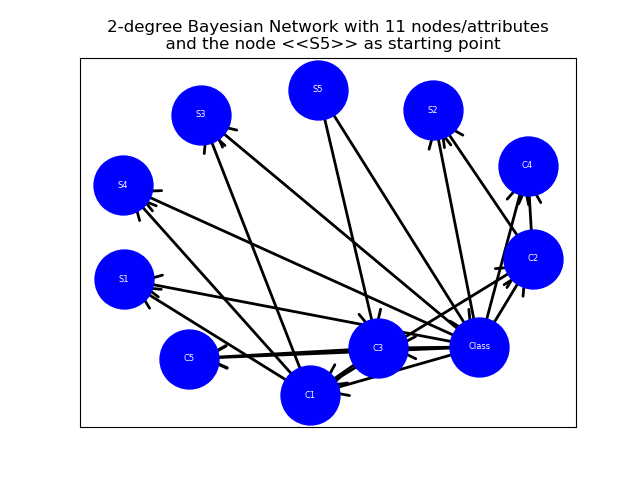 2-degree Bayesian Network with 11 nodes/attributes
and the node <<S5>> as starting point
S5
S3
S2
C4
S4
C2
S1
C3
Class
C5
C1